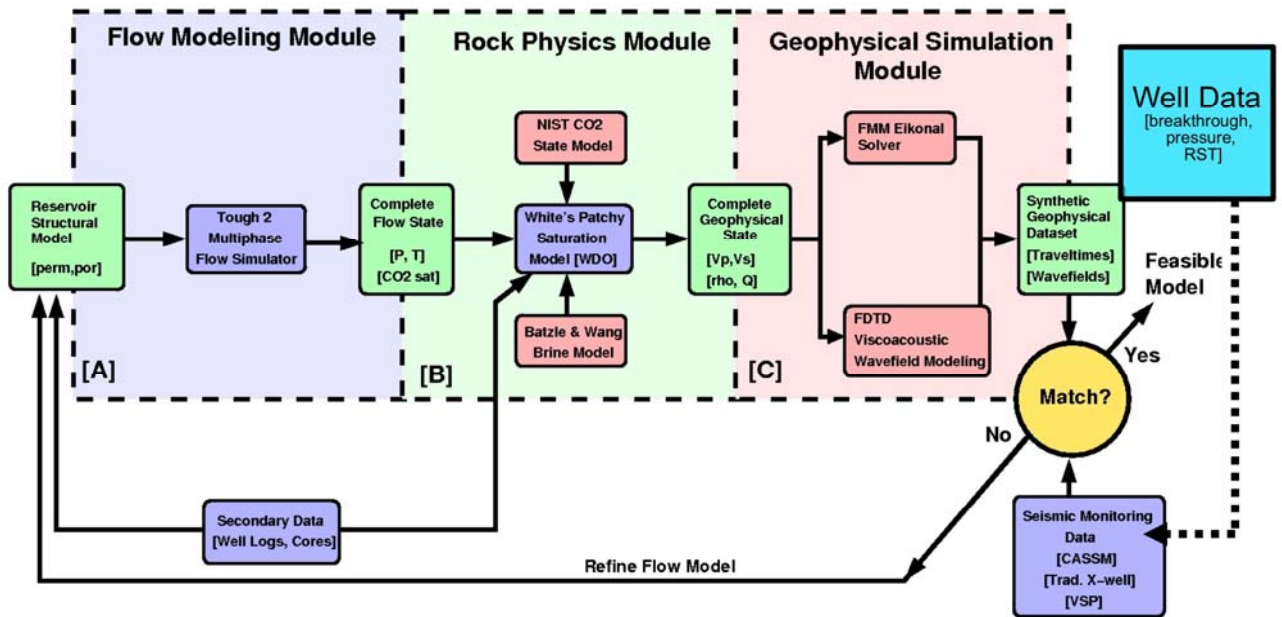 Flow Modeling Module
Rock Physics Module
Geophysical Simulation
Module
Well Data
[breakthrough,
pressure,
RST]
NIST CO2
State Model
FMM Eikonal
Solver
Reservoir
Structural
Model
[perm,por]
Tough 2
Multiphase
Flow Simulator
Complete
Flow State
[P, T]
[CO2 sat]
White's Patchy
Saturation
Model [WDO]
Complete
Geophysical
State
[Vp,Vs]
[rho, Q]
Synthetic
Geophysical
Dataset
[Traveltimes]
[Wavefields]
Feasible
Model
Batzle & Wang
Brine Model
FDTD
Viscoacoustic
Wavefield Modeling
[A]
[B]
[C]
Yes
Match?
No
Secondary Data
[Well Logs, Cores]
Seismic Monitoring
Data
[CASSM]
[Trad. X-well]
[VSP]
Refine Flow Model